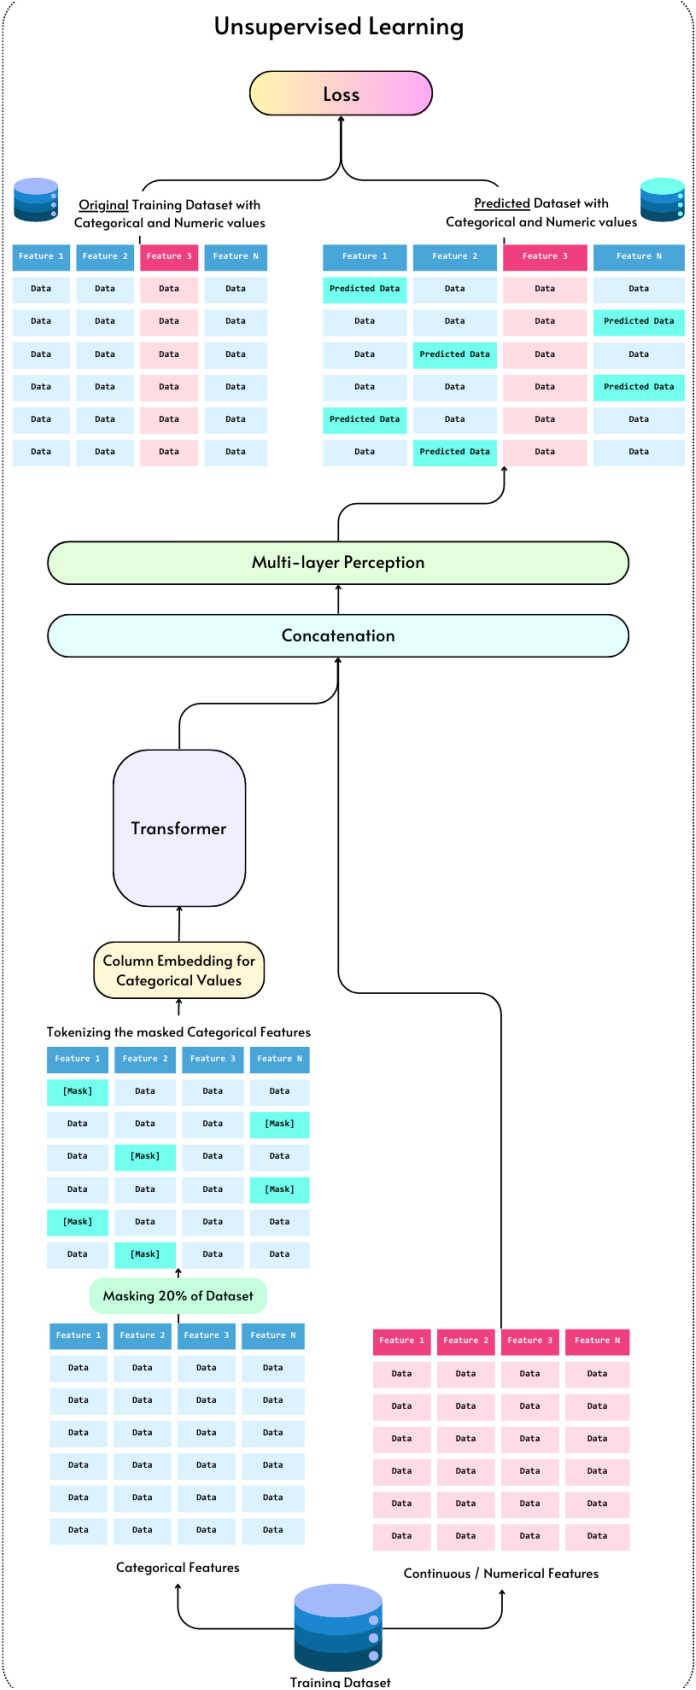 Unsupervised Learning
Loss
Original Training Dataset with
Categorical and Numeric values
Predicted Dataset with
Categorical and Numeric values
Feature 1 Feature 2 Feature 3 Feature N
Data Data Data Data
Data Data Data Data
Data Data Data Data
Data Data Data Data
Data Data Data Data
Data Data Data Data
Feature 1 Feature 2 Feature 3 Feature N
Predicted Data Data Data Data
Data Data Data Predicted Data
Data Predicted Data Data Data
Data Data Data Predicted Data
Predicted Data Data Data Data
Data Predicted Data Data Data
Multi-layer Perception
Concatenation
Transformer
Column Embedding for
Categorical Values
Tokenizing the masked Categorical Features
Feature 1 Feature 2 Feature 3 Feature N
[Mask] Data Data Data
Data Data Data [Mask]
Data [Mask] Data Data
Data Data Data [Mask]
[Mask] Data Data Data
Data [Mask] Data Data
Masking 20% of Dataset
Feature 1 Feature 2 Feature 3 Feature N
Data Data Data Data
Data Data Data Data
Data Data Data Data
Data Data Data Data
Data Data Data Data
Data Data Data Data
Categorical Features
Feature 1 Feature 2 Feature 3 Feature N
Data Data Data Data
Data Data Data Data
Data Data Data Data
Data Data Data Data
Data Data Data Data
Data Data Data Data
Continuous / Numerical Features
Training Dataset